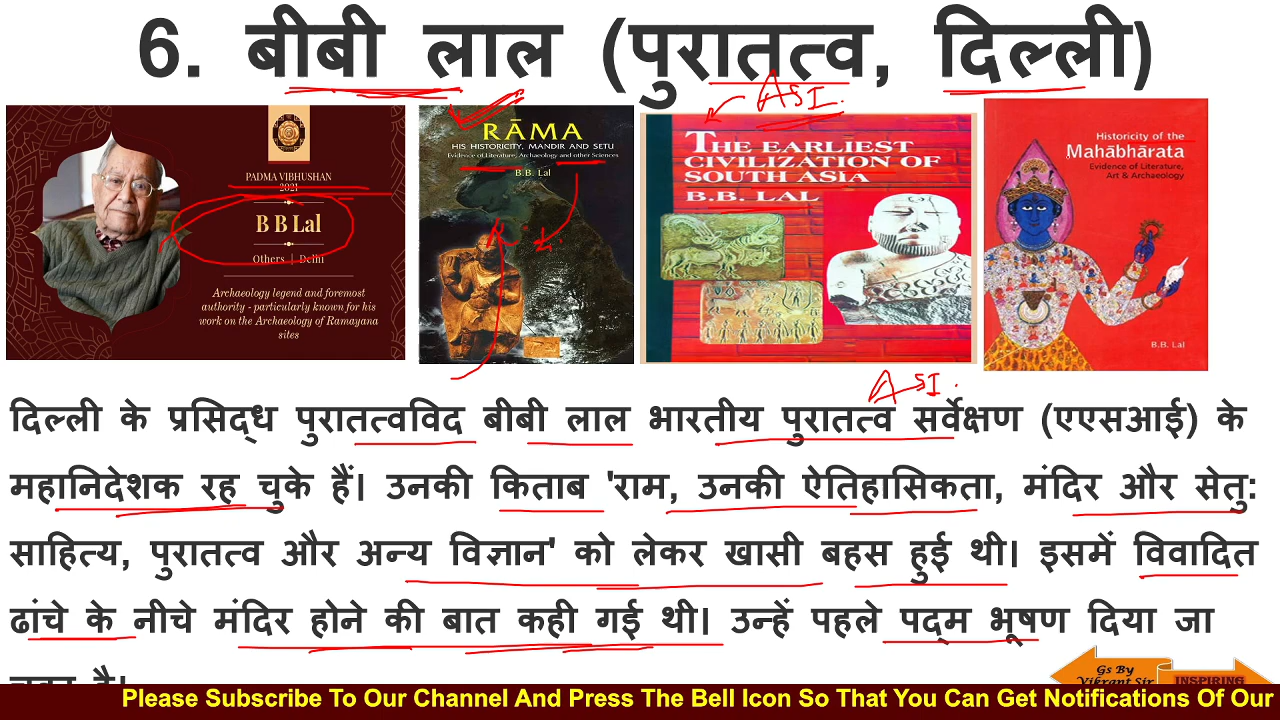 6. बीबी लाल (पुरातत्व, दिल्ली)
ASI.
PADMA VIBHUSHAN
2021
B B Lal
Others | Delhi
Archaeology legend and foremost
authority - particularly known for his
work on the Archaeology of Ramayana
sites
RĀMA
HIS HISTORICITY, MANDIR AND SETU
Evidence of Literature, Archaeology and other Sciences
B.B. Lal
THE EARLIEST
CIVILIZATION OF
SOUTH ASIA
B.B. LAL
Historicity of the
Mahābhārata
Evidence of Literature,
Art & Archaeology
B.B. Lal
ASI.
दिल्ली के प्रसिद्ध पुरातत्वविद बीबी लाल भारतीय पुरातत्व सर्वेक्षण (एएसआई) के
महानिदेशक रह चुके हैं। उनकी किताब 'राम, उनकी ऐतिहासिकता, मंदिर और सेतु:
साहित्य, पुरातत्व और अन्य विज्ञान' को लेकर खासी बहस हुई थी। इसमें विवादित
ढांचे के नीचे मंदिर होने की बात कही गई थी। उन्हें पहले पद्म भूषण दिया जा
Gs By
Vikrant Sir
INSPIRING
Please Subscribe To Our Channel And Press The Bell Icon So That You Can Get Notifications Of Our